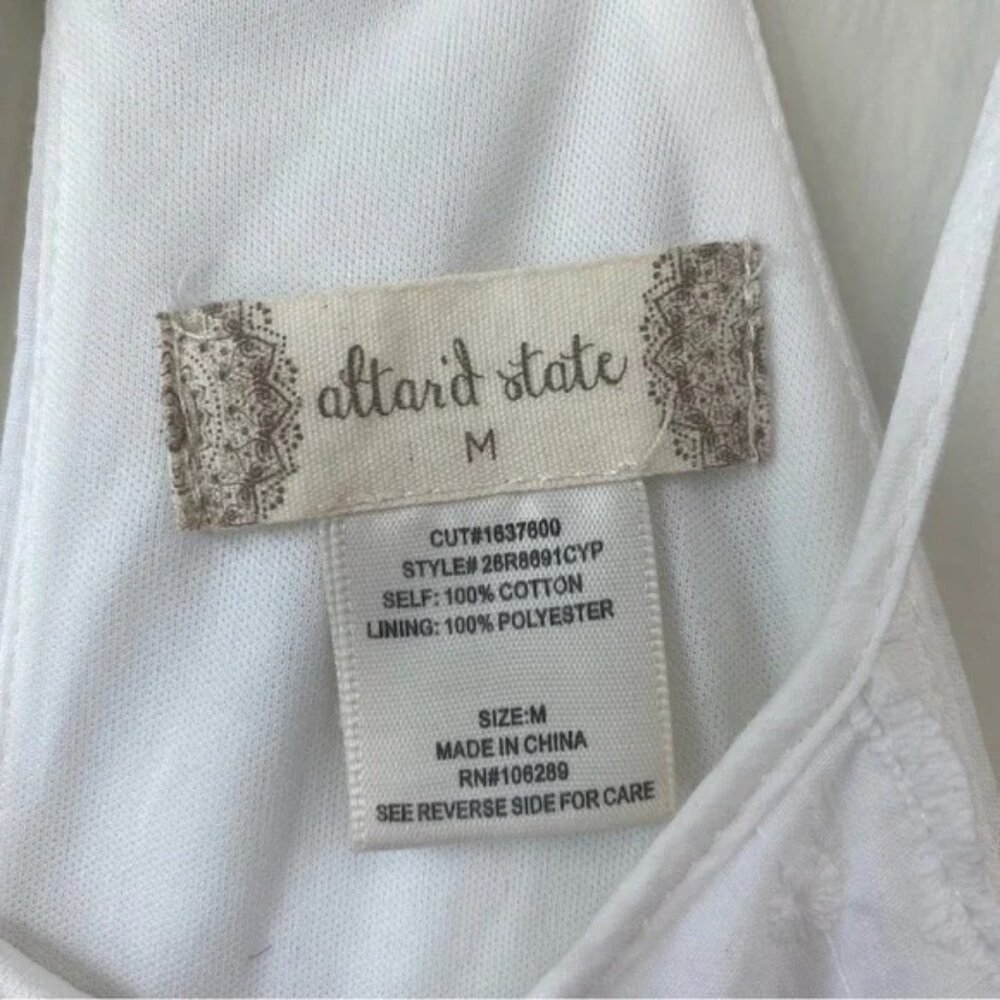 altar'd state
M
CUT#1637600
STYLE# 26R8691CYP
SELF: 100% COTTON
LINING: 100% POLYESTER
SIZE:M
MADE IN CHINA
RN#106289
SEE REVERSE SIDE FOR CARE